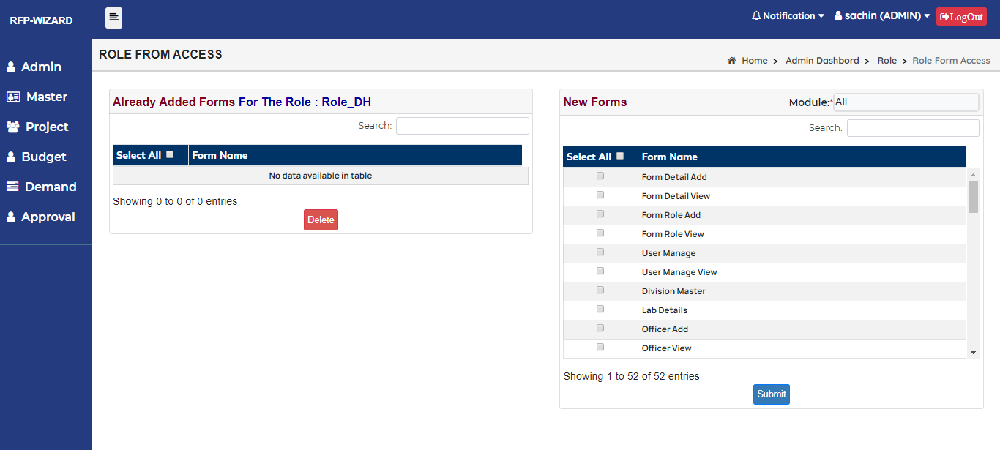 RFP-WIZARD
Notification
sachin (ADMIN)
LogOut
Admin
Master
Project
Budget
Demand
Approval
ROLE FROM ACCESS
Home > Admin Dashbord > Role > Role Form Access
Already Added Forms For The Role : Role_DH
Search:
Select All Form Name
No data available in table
Showing 0 to 0 of 0 entries
Delete
New Forms
Module:* All
Search:
Select All Form Name
Form Detail Add
Form Detail View
Form Role Add
Form Role View
User Manage
User Manage View
Division Master
Lab Details
Officer Add
Officer View
Showing 1 to 52 of 52 entries
Submit